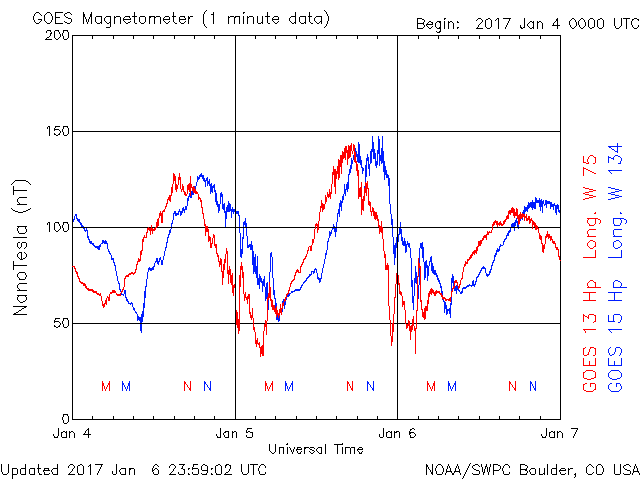 GOES Magnetometer (1 minute data)
Begin: 2017 Jan 4 0000 UTC
200
150
100
50
0
NanoTesla (nT)
M M N N M M N N M M N N
Jan 4 Jan 5 Jan 6 Jan 7
Universal Time
GOES 13 Hp Long. W 75
GOES 15 Hp Long. W 134
Updated 2017 Jan 6 23:59:02 UTC
NOAA/SWPC Boulder, CO USA